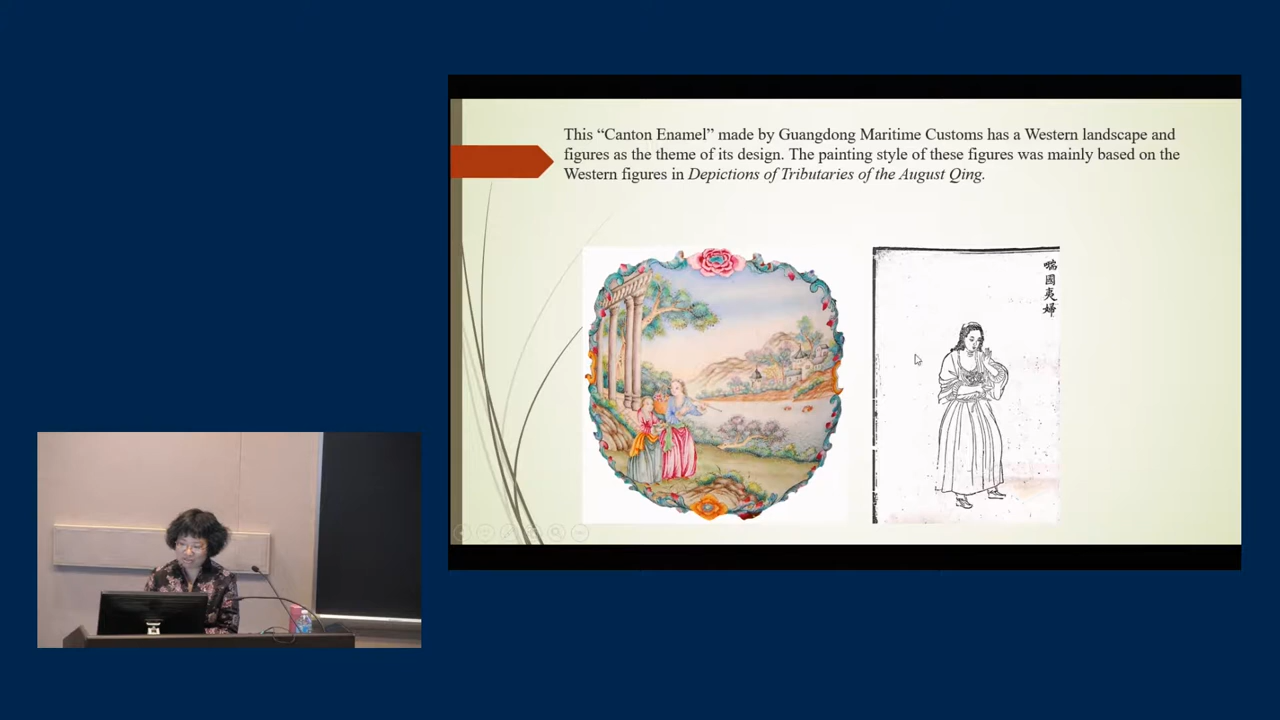 This “Canton Enamel” made by Guangdong Maritime Customs has a Western landscape and
figures as the theme of its design. The painting style of these figures was mainly based on the
Western figures in Depictions of Tributaries of the August Qing.
㗨國夷婦